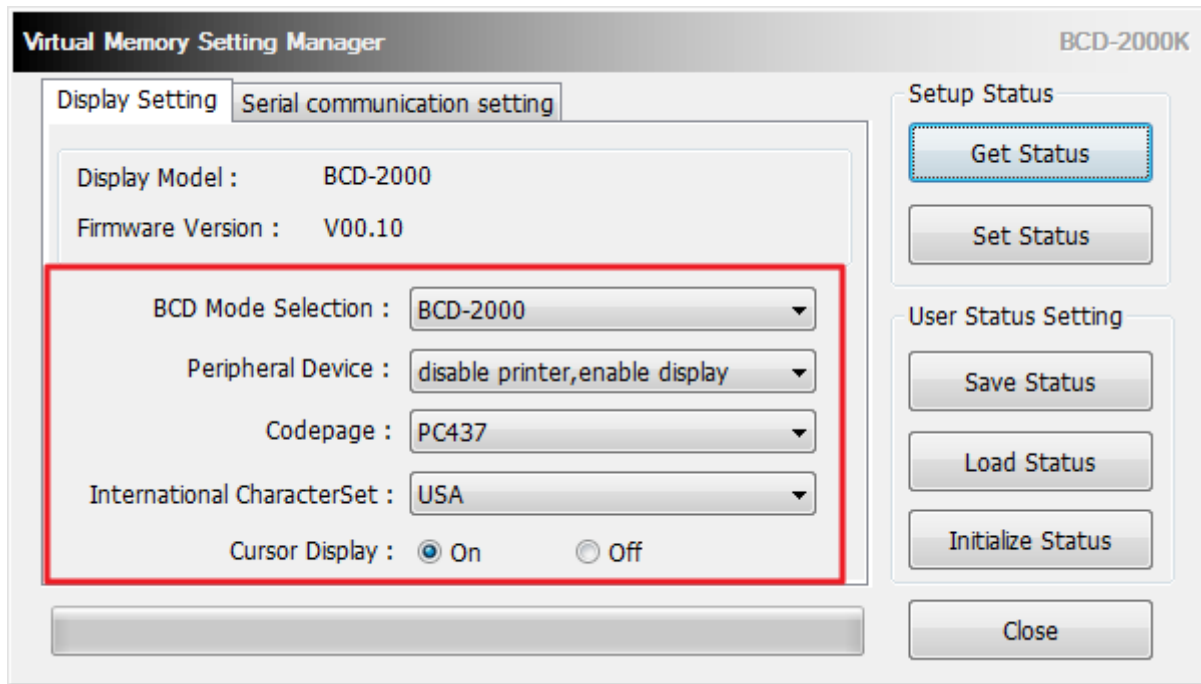 Virtual Memory Setting Manager
BCD-2000K
Display Setting
Serial communication setting
Display Model : BCD-2000
Firmware Version : V00.10
BCD Mode Selection : BCD-2000
Peripheral Device : disable printer,enable display
Codepage : PC437
International CharacterSet : USA
Cursor Display : On Off
Setup Status
Get Status
Set Status
User Status Setting
Save Status
Load Status
Initialize Status
Close